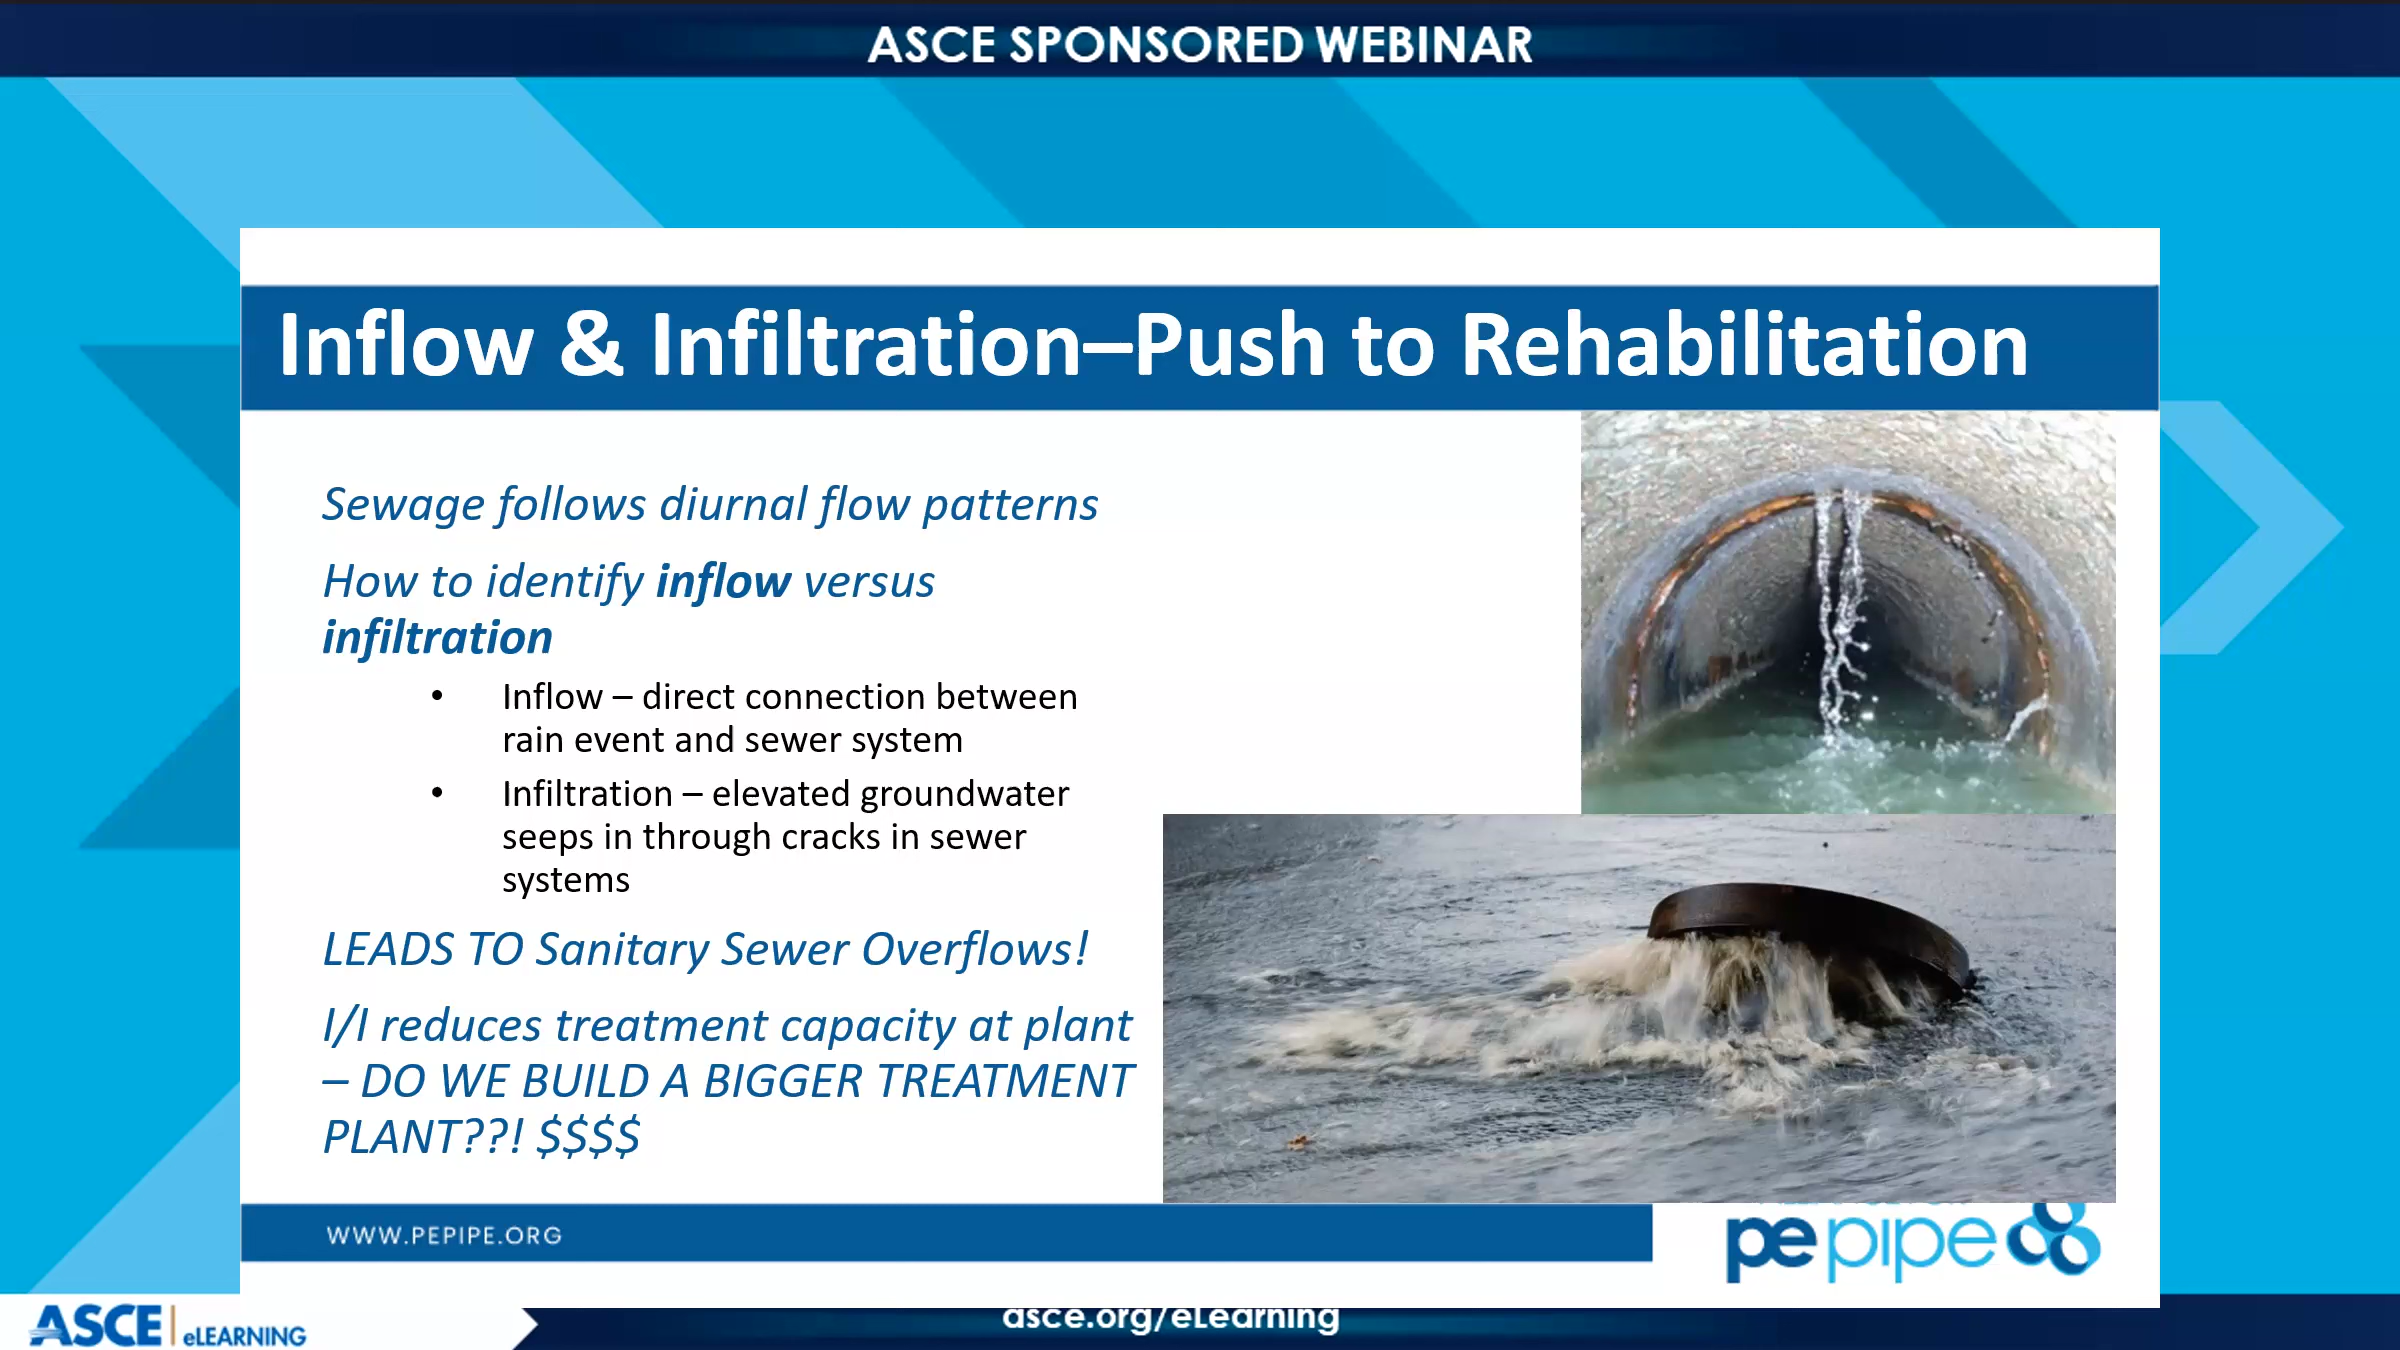 ASCE SPONSORED WEBINAR
Inflow & Infiltration–Push to Rehabilitation
Sewage follows diurnal flow patterns
How to identify inflow versus
infiltration
• Inflow – direct connection between
rain event and sewer system
• Infiltration – elevated groundwater
seeps in through cracks in sewer
systems
LEADS TO Sanitary Sewer Overflows!
I/I reduces treatment capacity at plant
– DO WE BUILD A BIGGER TREATMENT
PLANT??! $$$$
WWW.PEPIPE.ORG
pepipe
ASCE eLEARNING
asce.org/eLearning